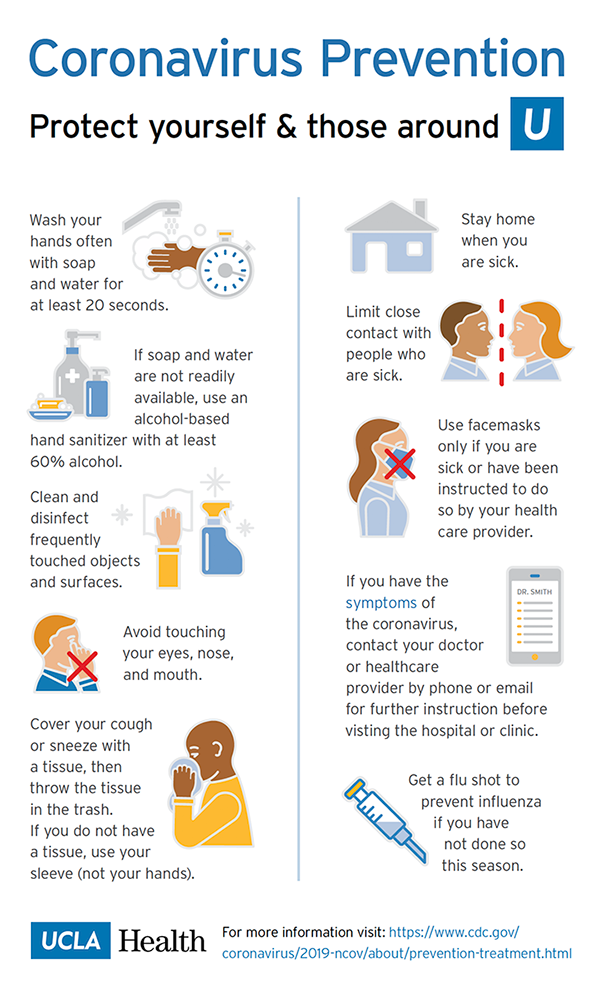 Coronavirus Prevention
Protect yourself & those around U
Wash your
hands often
with soap
and water for
at least 20 seconds.
If soap and water
are not readily
available, use an
alcohol-based
hand sanitizer with at least
60% alcohol.
Clean and
disinfect
frequently
touched objects
and surfaces.
Avoid touching
your eyes, nose,
and mouth.
Cover your cough
or sneeze with
a tissue, then
throw the tissue
in the trash.
If you do not have
a tissue, use your
sleeve (not your hands).
Stay home
when you
are sick.
Limit close
contact with
people who
are sick.
Use facemasks
only if you are
sick or have been
instructed to do
so by your health
care provider.
If you have the
symptoms of
the coronavirus,
contact your doctor
or healthcare
provider by phone or email
for further instruction before
visting the hospital or clinic.
DR. SMITH
Get a flu shot to
prevent influenza
if you have
not done so
this season.
UCLA Health
For more information visit: https://www.cdc.gov/
coronavirus/2019-ncov/about/prevention-treatment.html